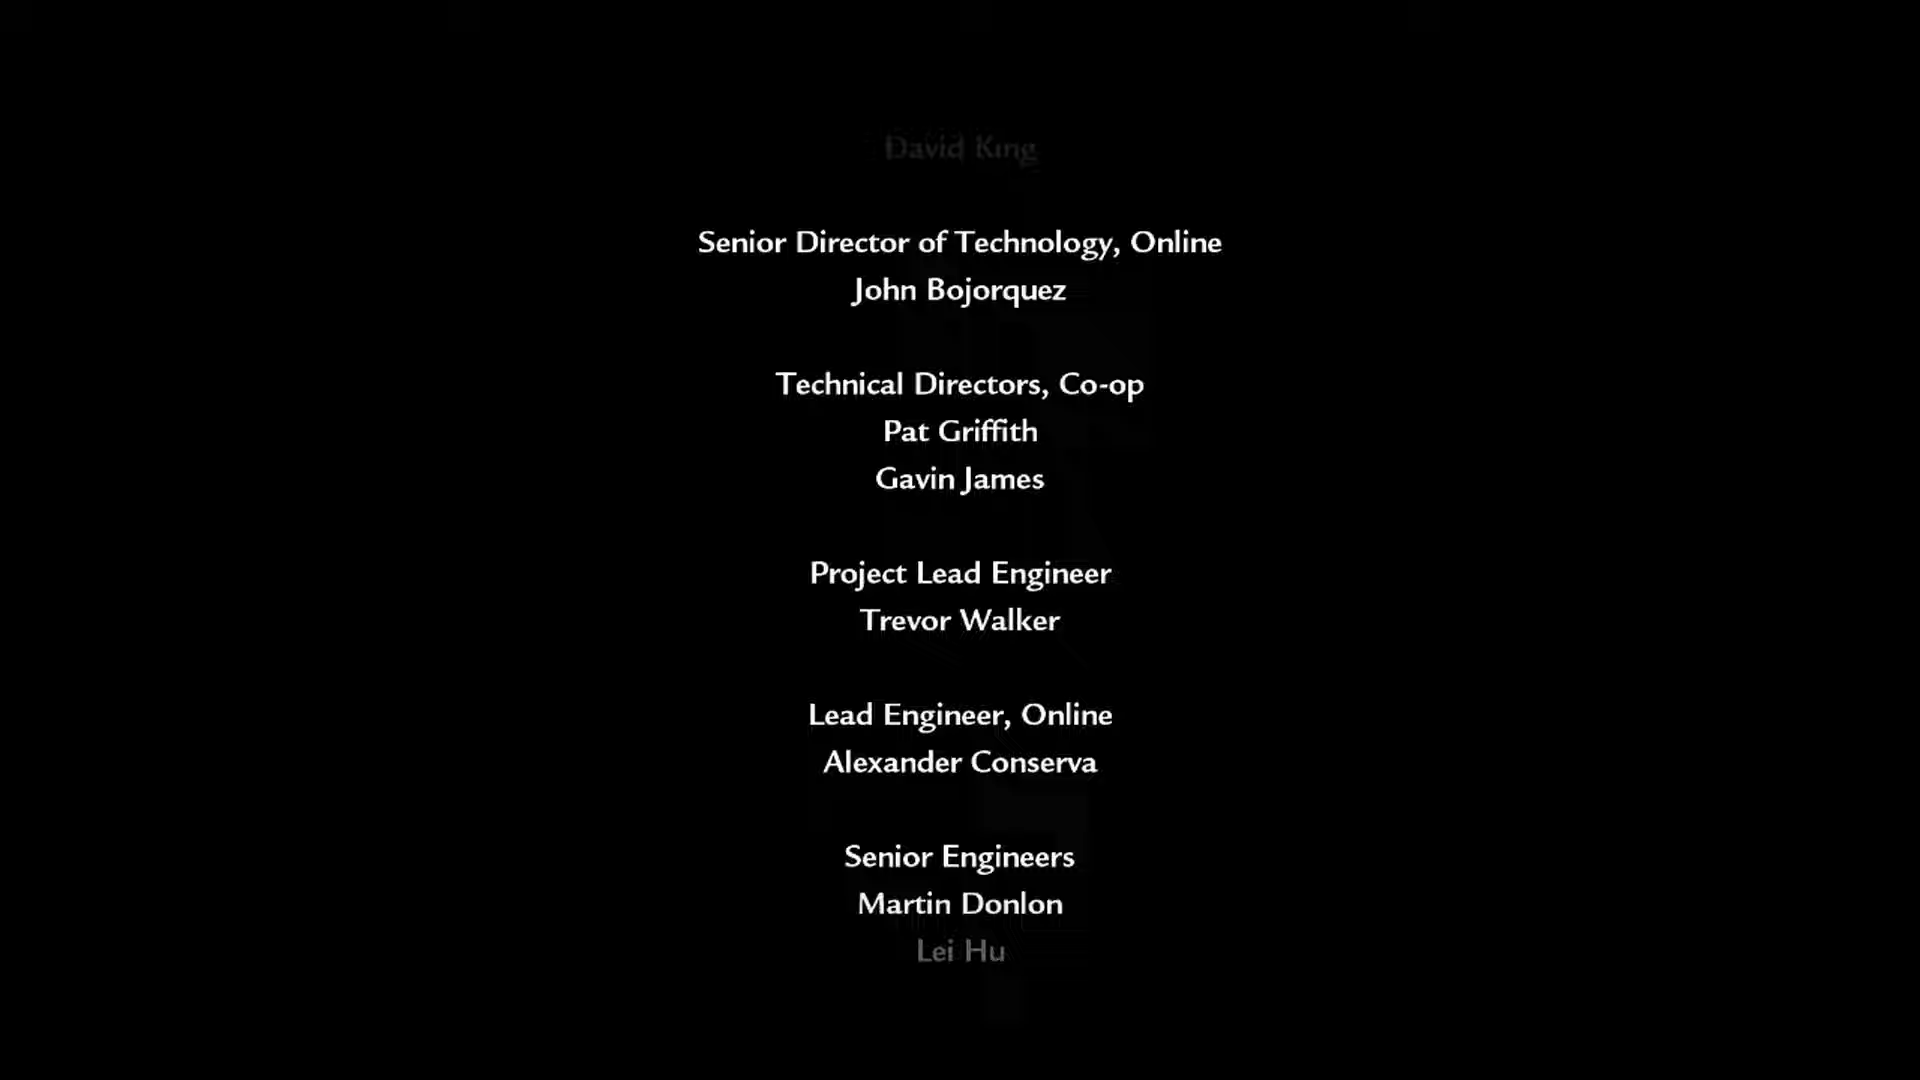 David King
Senior Director of Technology, Online
John Bojorquez
Technical Directors, Co-op
Pat Griffith
Gavin James
Project Lead Engineer
Trevor Walker
Lead Engineer, Online
Alexander Conserva
Senior Engineers
Martin Donlon
Lei Hu